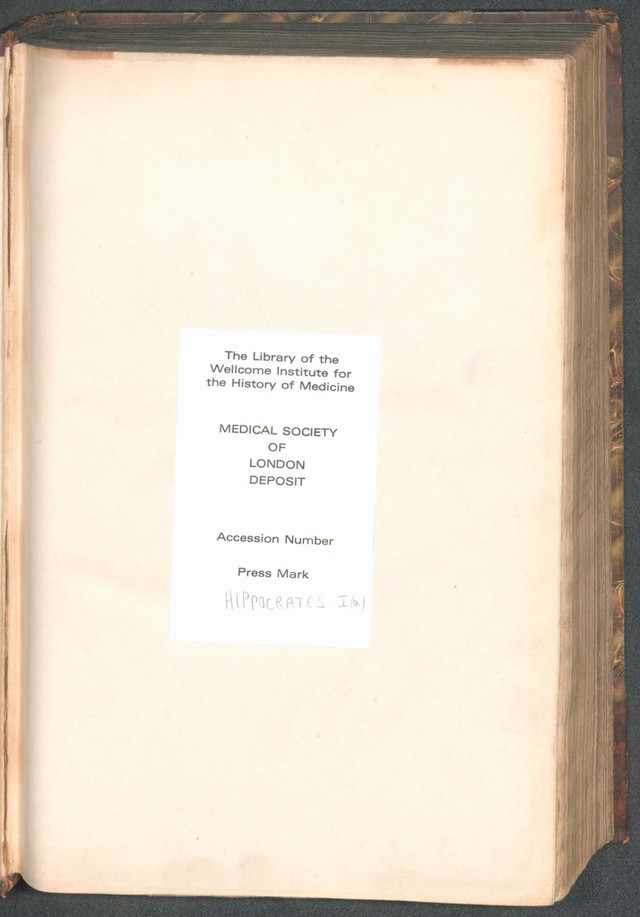 The Library of the
Wellcome Institute for
the History of Medicine
MEDICAL SOCIETY
OF
LONDON
DEPOSIT
Accession Number
Press Mark
HIPPOCRATES